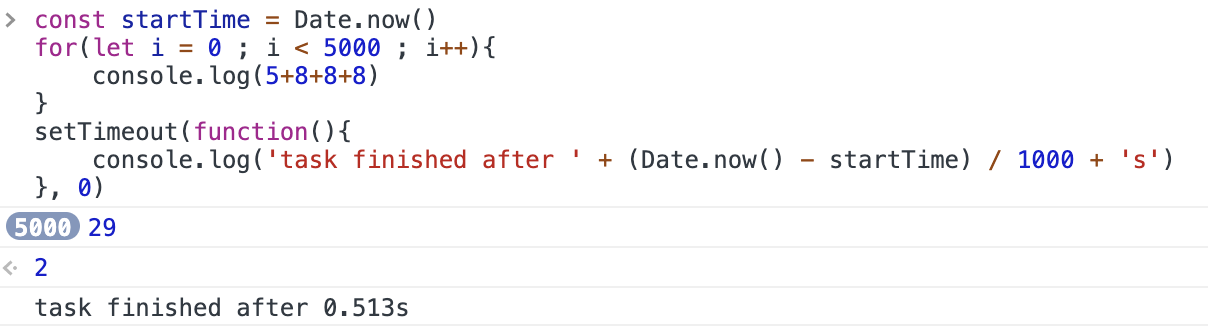 const startTime = Date.now()
for(let i = 0 ; i < 5000 ; i++){
    console.log(5+8+8+8)
}
setTimeout(function(){
    console.log('task finished after ' + (Date.now() - startTime) / 1000 + 's')
}, 0)
5000 29
2
task finished after 0.513s